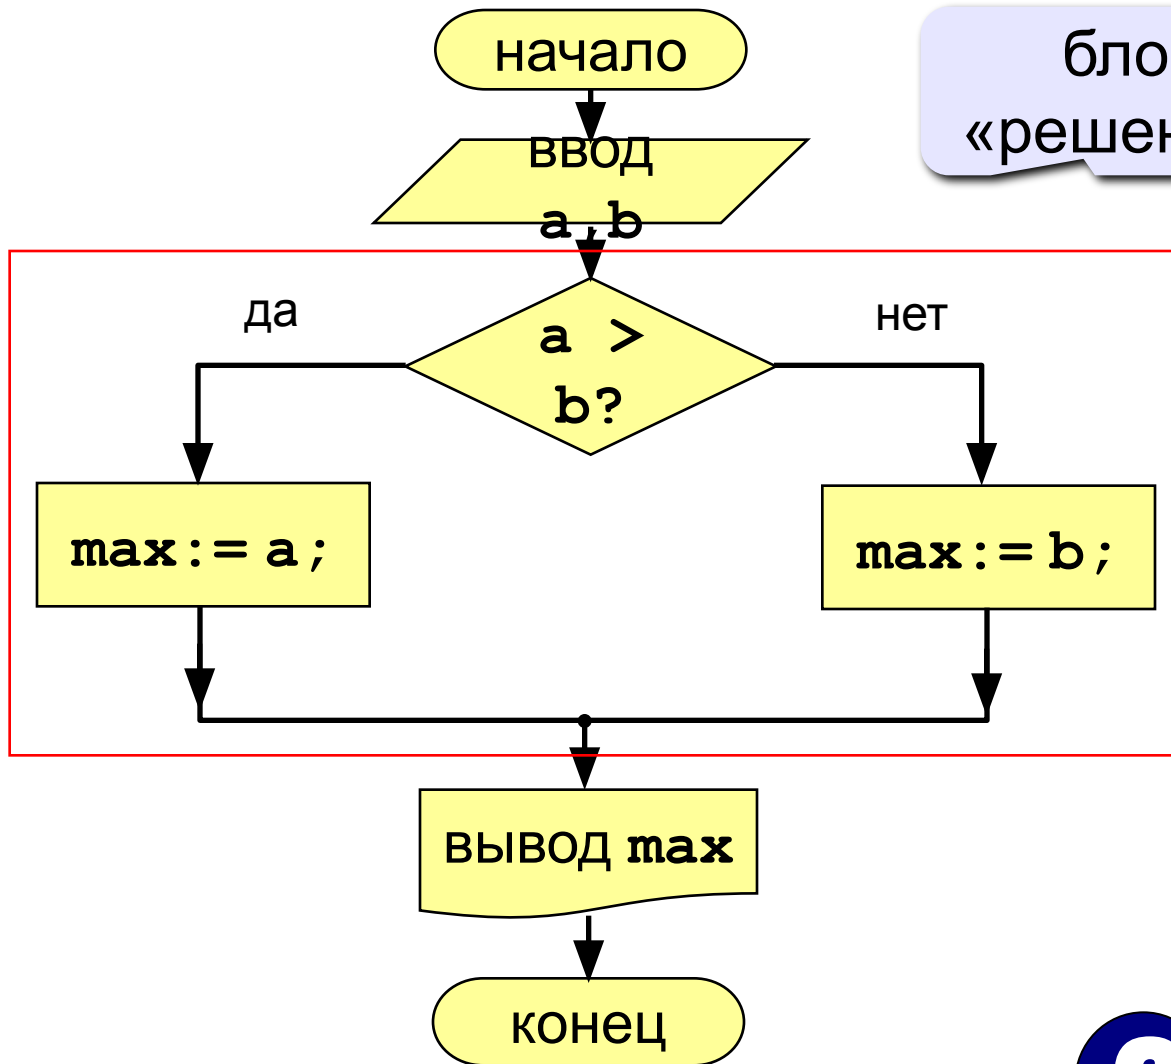 начало
бло
«решен
ввод
a,b
да
нет
a >
b?
max:= a;
max:= b;
вывод max
конец